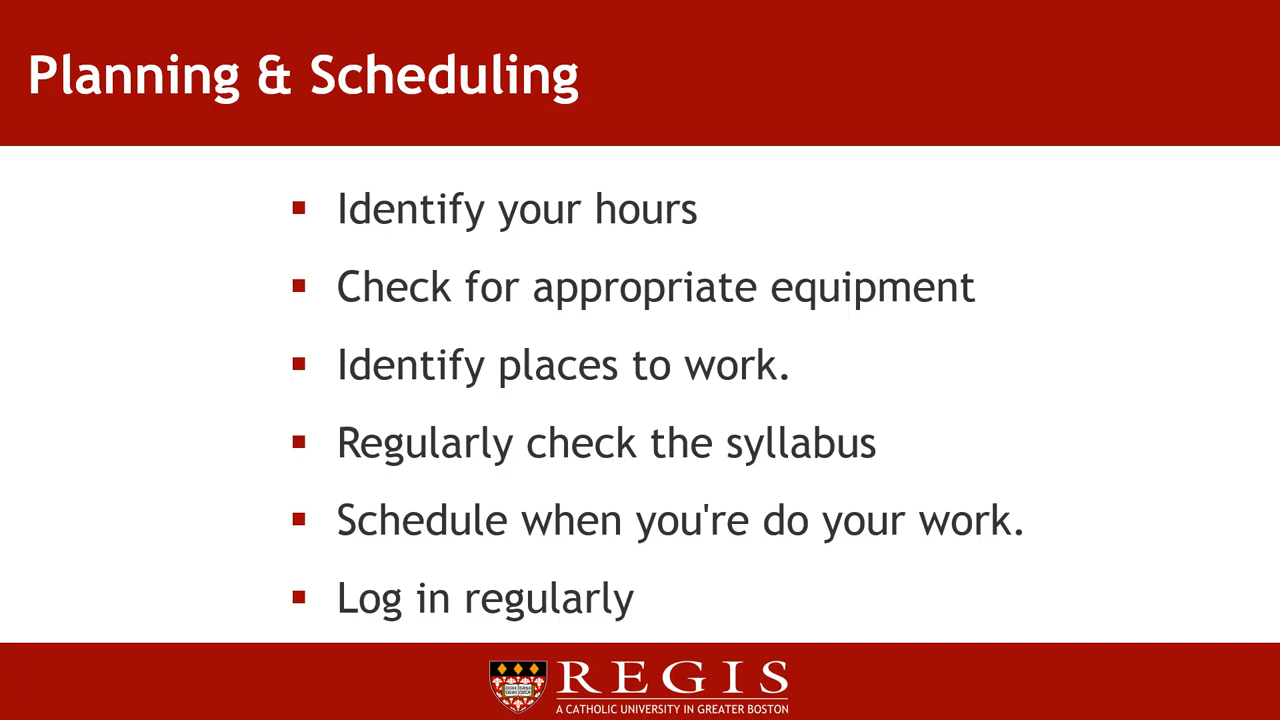 Planning & Scheduling
▪ Identify your hours
▪ Check for appropriate equipment
▪ Identify places to work.
▪ Regularly check the syllabus
▪ Schedule when you're do your work.
▪ Log in regularly
REGIS
A CATHOLIC UNIVERSITY IN GREATER BOSTON